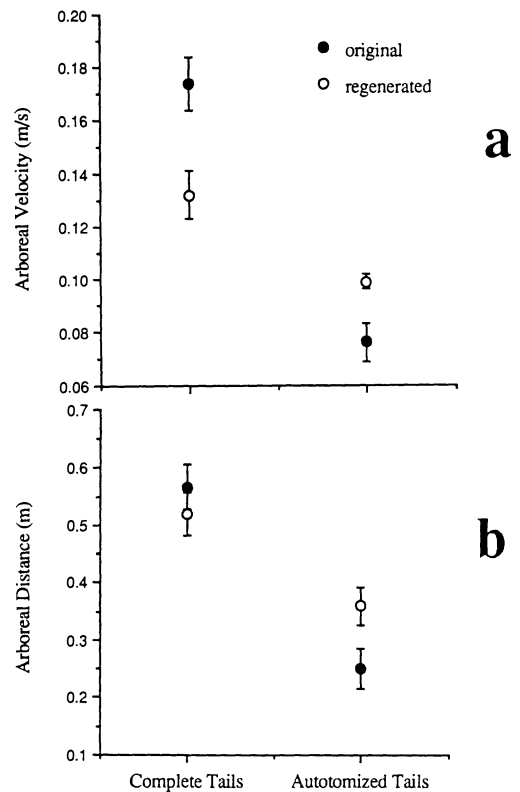 0.20
0.18
0.16
0.14
0.12
0.10
0.08
0.06
Arboreal Velocity (m/s)
original
regenerated
a
0.7
0.6
0.5
0.4
0.3
0.2
0.1
Arboreal Distance (m)
b
Complete Tails
Autotomized Tails